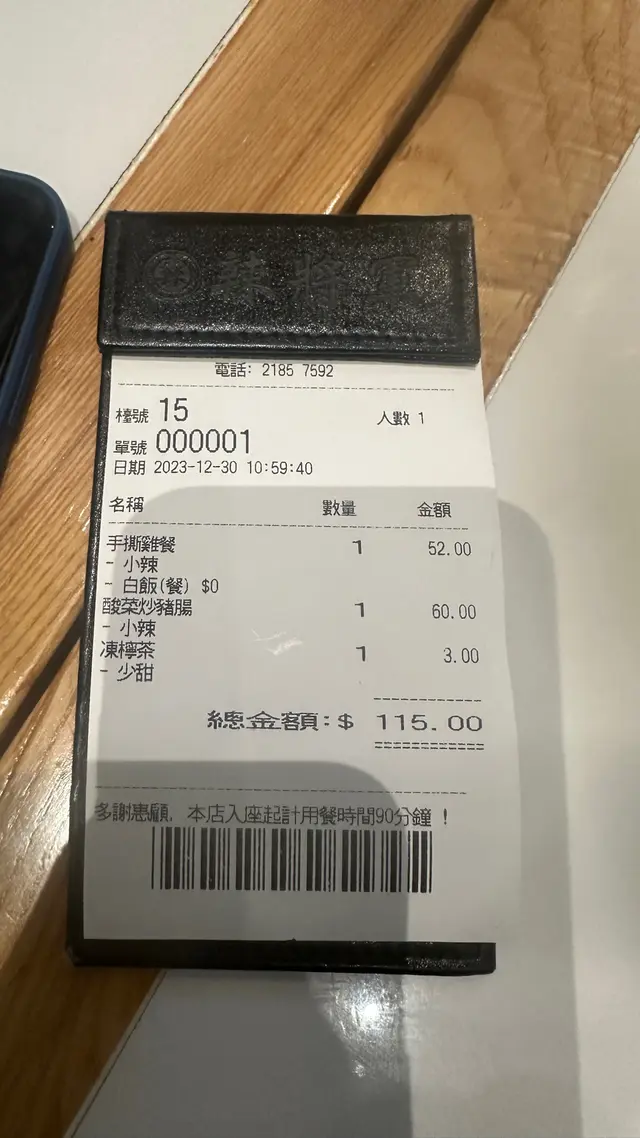 辣將軍
電話: 2185 7592
檯號 15 人數 1
單號 000001
日期 2023-12-30 10:59:40
名稱 數量 金額
手撕雞餐 1 52.00
- 小辣
- 白飯(餐) $0
酸菜炒豬腸 1 60.00
- 小辣
凍檸茶 1 3.00
- 少甜
總金額:$ 115.00
多謝惠顧, 本店入座起計用餐時間90分鐘 !